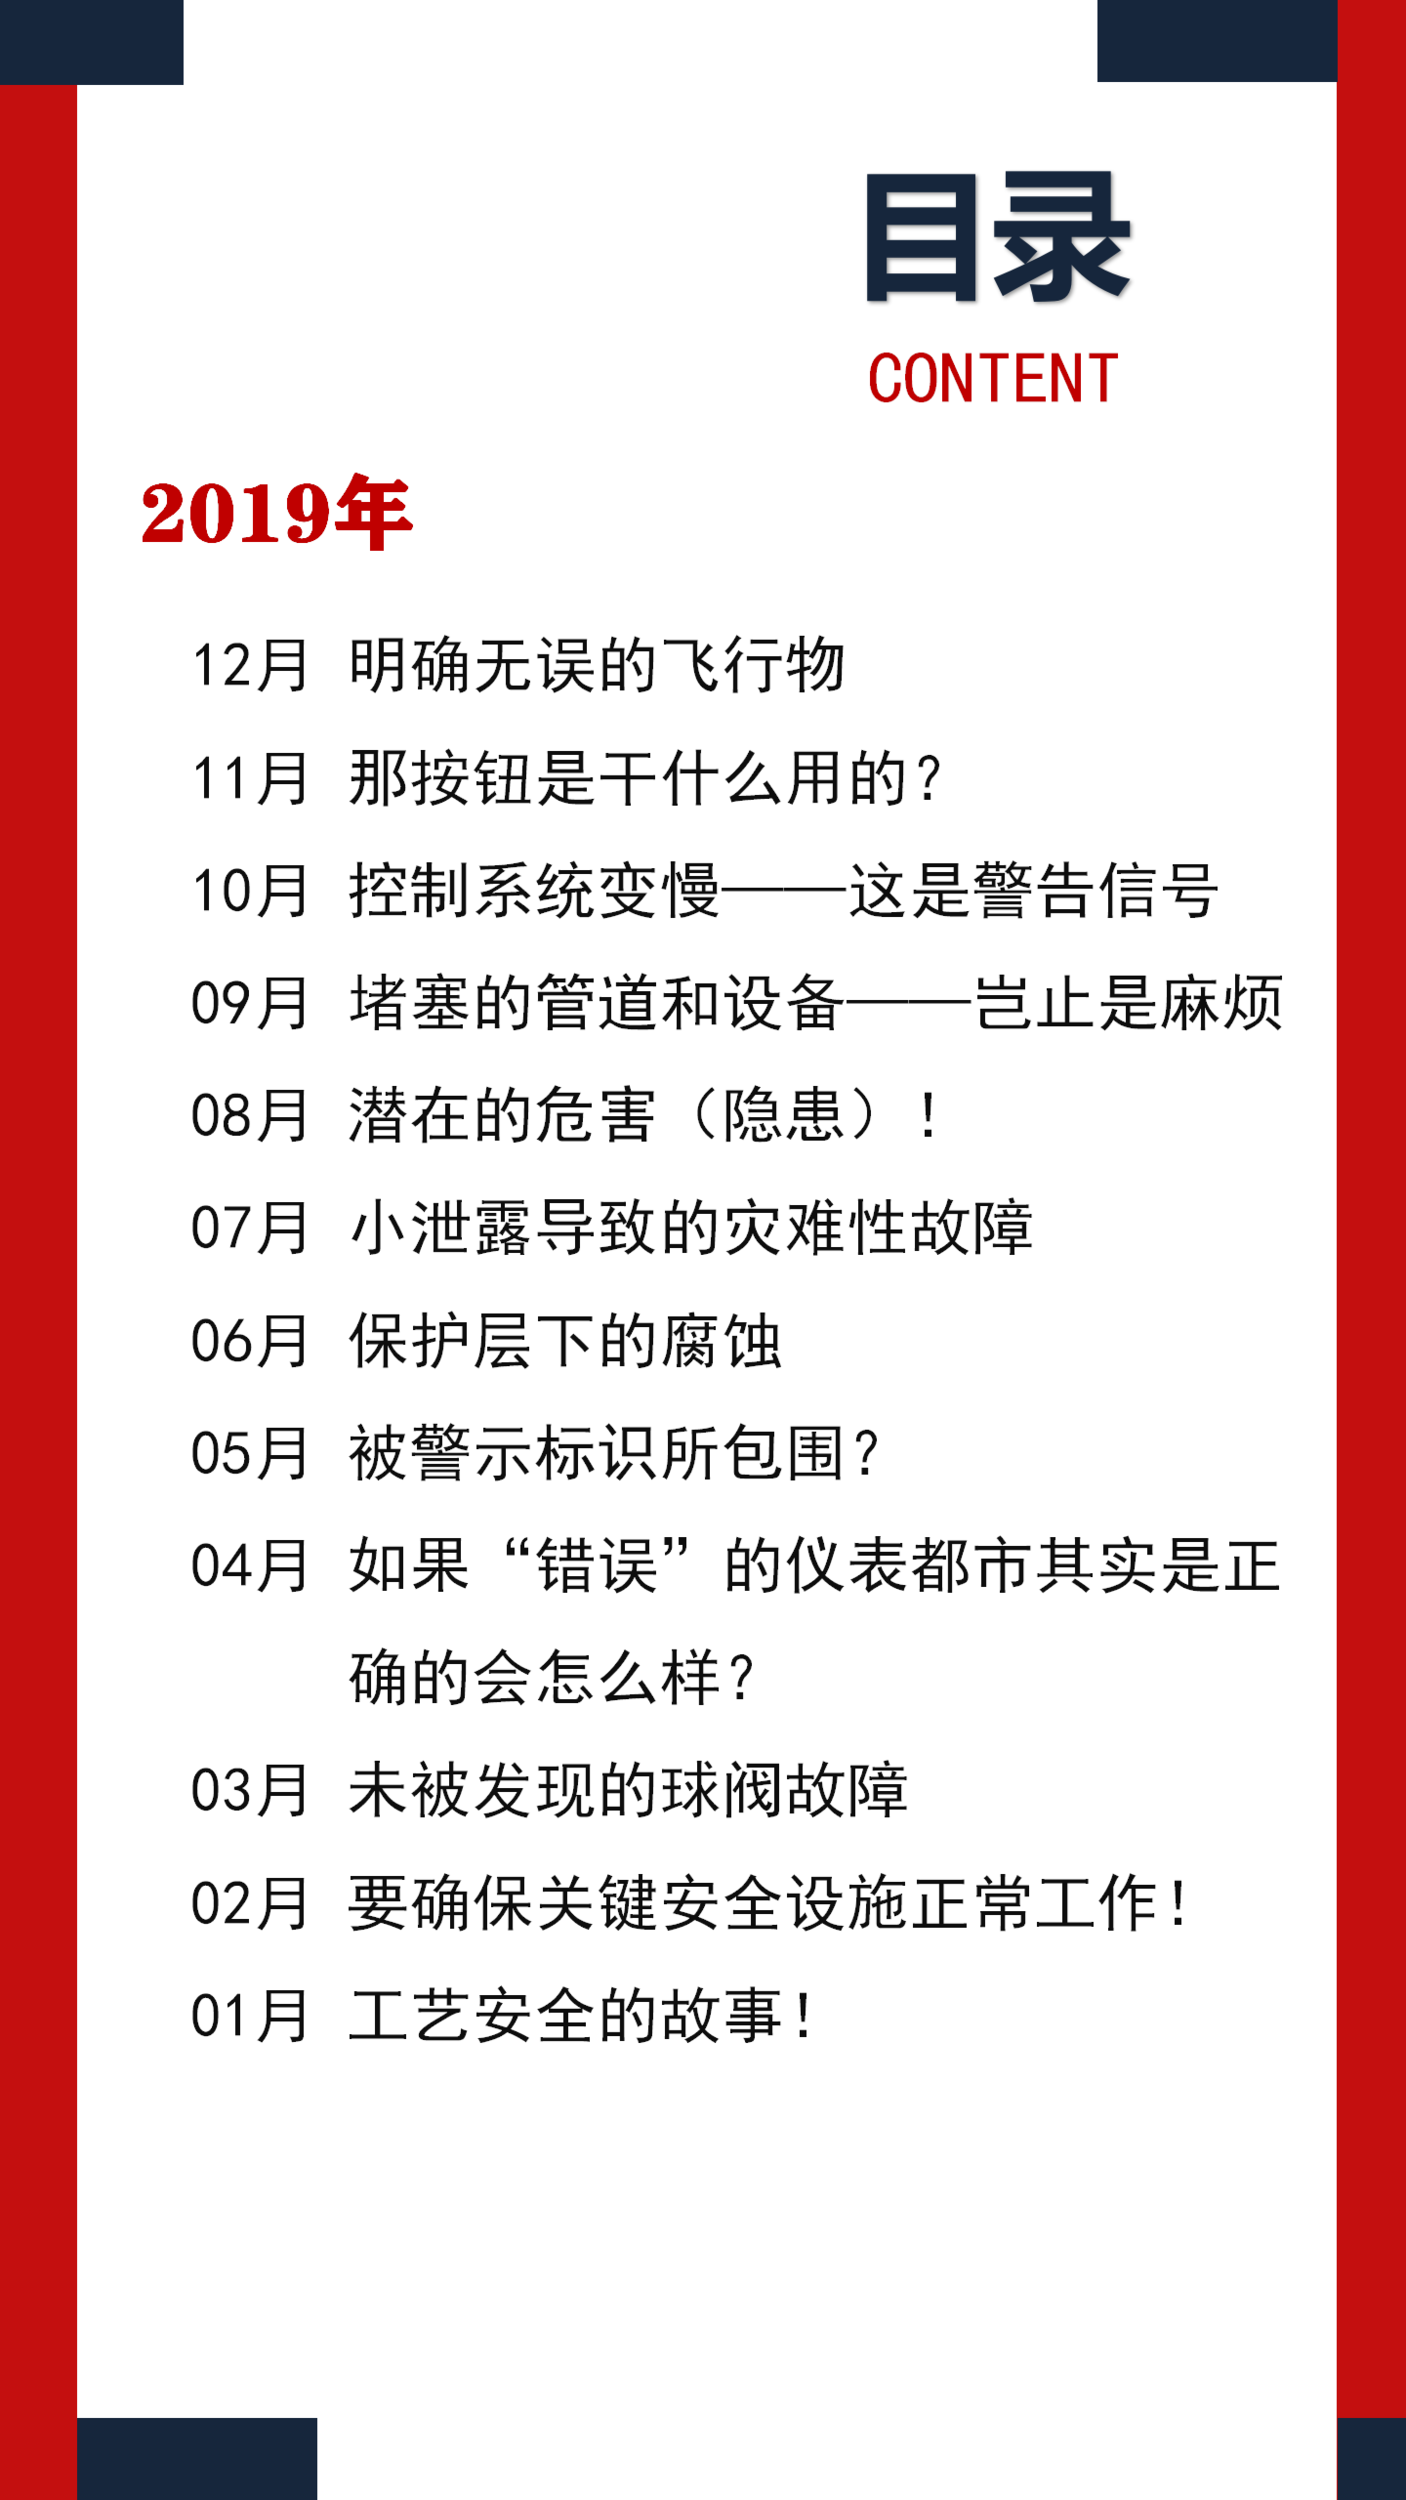 目录
CONTENT
2019年
12月 明确无误的飞行物
11月 那按钮是干什么用的?
10月 控制系统变慢———这是警告信号
09月 堵塞的管道和设备———岂止是麻烦
08月 潜在的危害（隐患）！
07月 小泄露导致的灾难性故障
06月 保护层下的腐蚀
05月 被警示标识所包围?
04月 如果“错误”的仪表都市其实是正
确的会怎么样?
03月 未被发现的球阀故障
02月 要确保关键安全设施正常工作!
01月 工艺安全的故事!